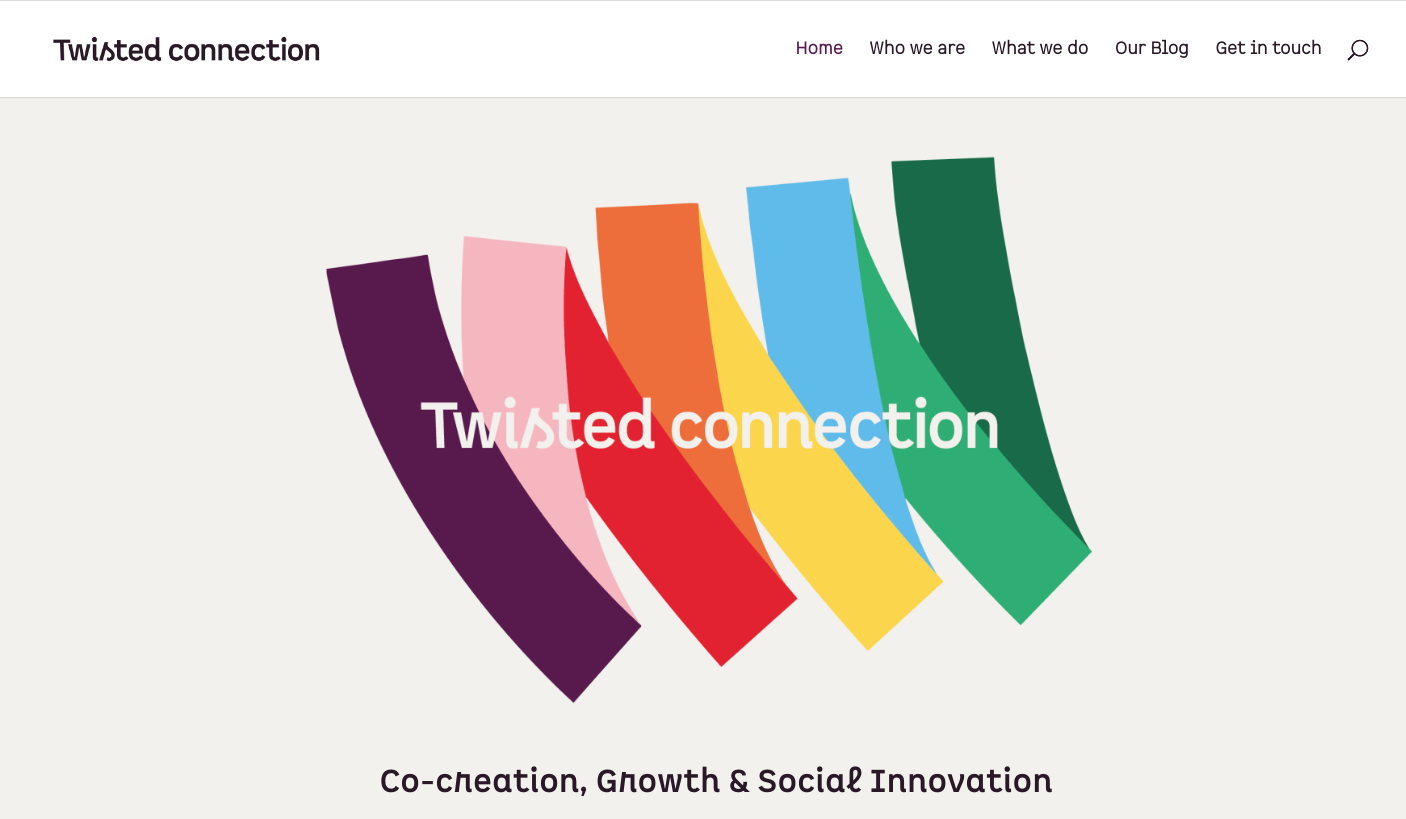 Twisted connection
Home Who we are What we do Our Blog Get in touch
Twisted connection
Co-creation, Growth & Social Innovation